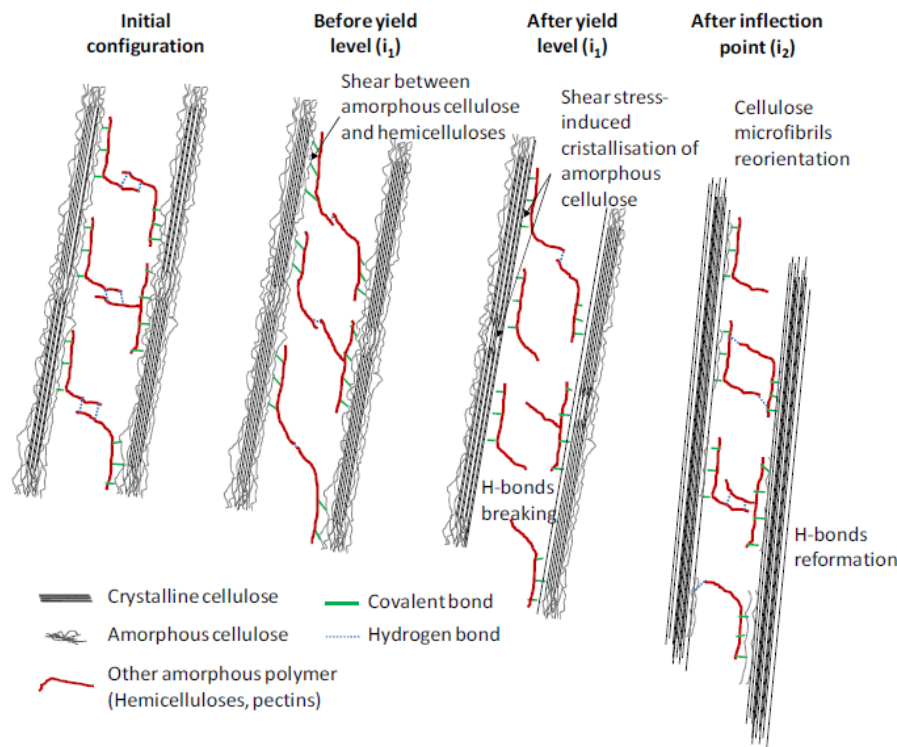 Initial
configuration
Before yield
level (i₁)
After yield
level (i₁)
After inflection
point (i₂)
Shear between
amorphous cellulose
and hemicelluloses
Shear stress-
induced
cristallisation of
amorphous
cellulose
Cellulose
microfibrils
reorientation
H-bonds
breaking
H-bonds
reformation
Crystalline cellulose
Amorphous cellulose
Other amorphous polymer
(Hemicelluloses, pectins)
Covalent bond
Hydrogen bond